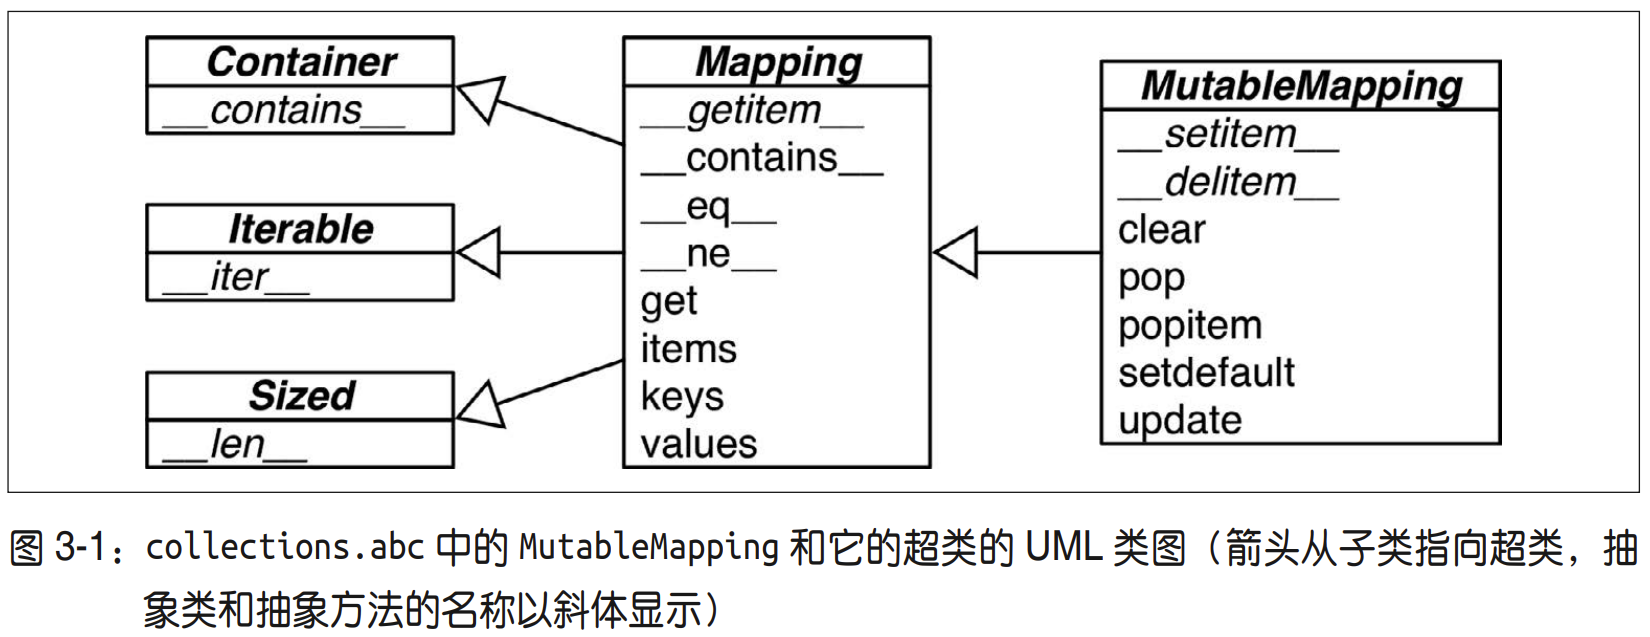 Container
__contains__
Iterable
__iter__
Sized
__len__
Mapping
__getitem__
__contains__
__eq__
__ne__
get
items
keys
values
MutableMapping
__setitem__
__delitem__
clear
pop
popitem
setdefault
update
图 3-1：collections.abc 中的 MutableMapping 和它的超类的 UML 类图（箭头从子类指向超类，抽
象类和抽象方法的名称以斜体显示）